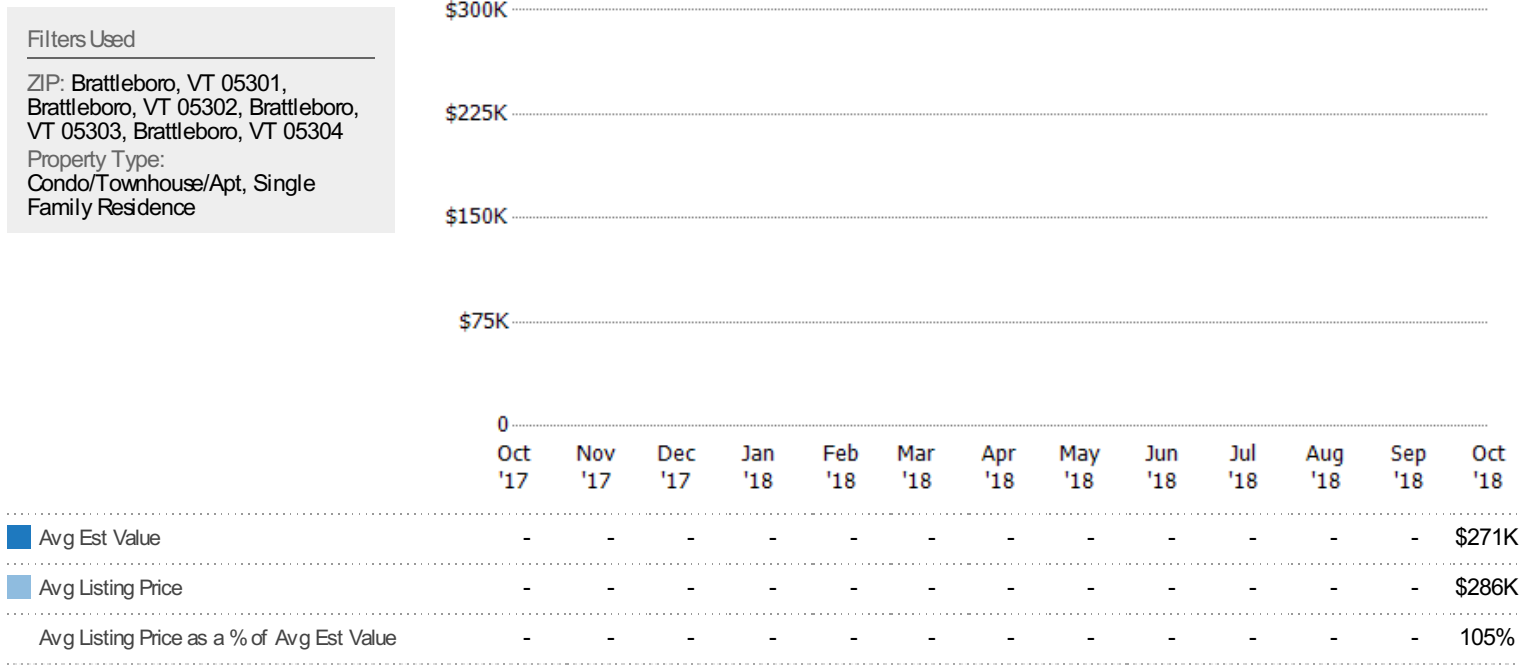 Filters Used
ZIP: Brattleboro, VT 05301,
Brattleboro, VT 05302, Brattleboro,
VT 05303, Brattleboro, VT 05304
Property Type:
Condo/Townhouse/Apt, Single
Family Residence
$300K
$225K
$150K
$75K
0
Oct Nov Dec Jan Feb Mar Apr May Jun Jul Aug Sep Oct
'17 '17 '17 '18 '18 '18 '18 '18 '18 '18 '18 '18 '18
Avg Est Value - - - - - - - - - - - - $271K
Avg Listing Price - - - - - - - - - - - - $286K
Avg Listing Price as a % of Avg Est Value - - - - - - - - - - - - 105%